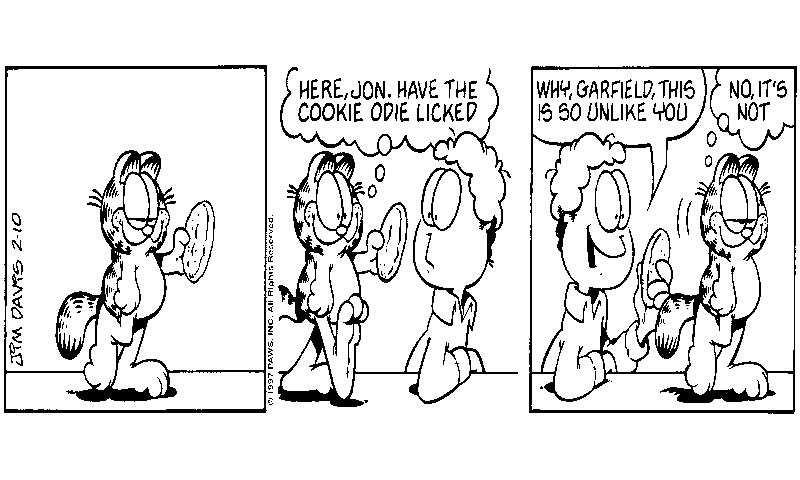 JIM DAVIS 2-10
HERE, JON. HAVE THE
COOKIE ODIE LICKED
© 1997 PAWS, INC. All Rights Reserved.
WHY, GARFIELD, THIS
IS SO UNLIKE YOU
NO, IT'S
NOT